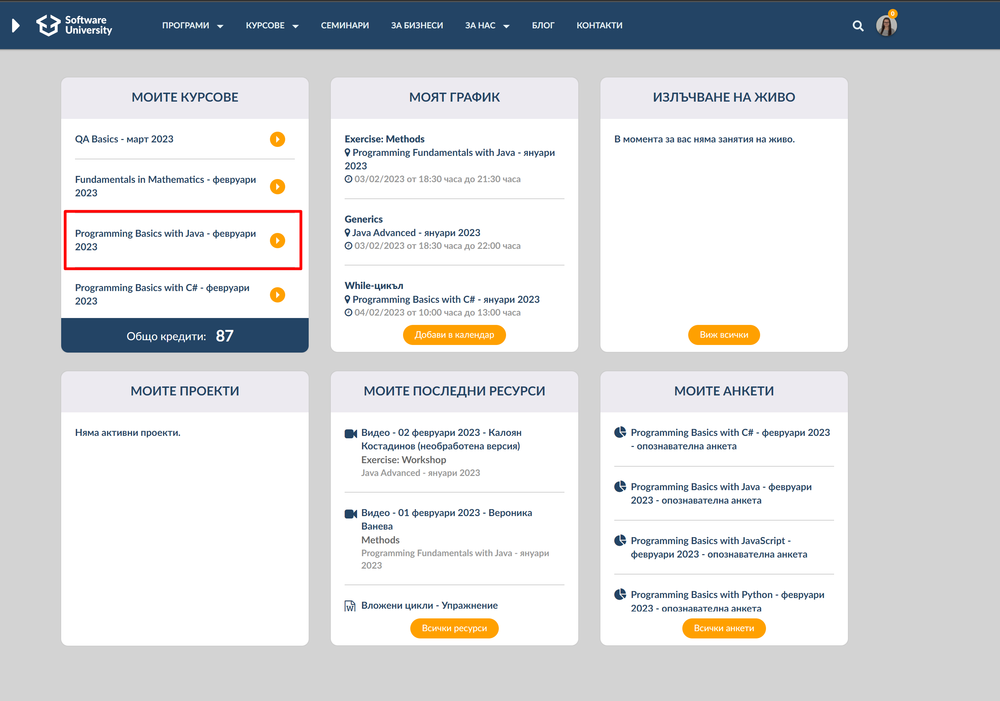 Software
University
ПРОГРАМИ
КУРСОВЕ
СЕМИНАРИ
ЗА БИЗНЕСИ
ЗА НАС
БЛОГ
КОНТАКТИ
0
МОИТЕ КУРСОВЕ
QA Basics - март 2023
Fundamentals in Mathematics - февруари
2023
Programming Basics with Java - февруари
2023
Programming Basics with C# - февруари
2023
Общо кредити: 87
МОЯТ ГРАФИК
Exercise: Methods
Programming Fundamentals with Java - януари
2023
03/02/2023 от 18:30 часа до 21:30 часа
Generics
Java Advanced - януари 2023
03/02/2023 от 18:30 часа до 22:00 часа
While-цикъл
Programming Basics with C# - януари 2023
04/02/2023 от 10:00 часа до 13:00 часа
Добави в календар
ИЗЛЪЧВАНЕ НА ЖИВО
В момента за вас няма занятия на живо.
Виж всички
МОИТЕ ПРОЕКТИ
Няма активни проекти.
МОИТЕ ПОСЛЕДНИ РЕСУРСИ
Видео - 02 февруари 2023 - Калоян
Костадинов (необработена версия)
Exercise: Workshop
Java Advanced - януари 2023
Видео - 01 февруари 2023 - Вероника
Ванева
Methods
Programming Fundamentals with Java - януари
2023
Вложени цикли - Упражнение
Всички ресурси
МОИТЕ АНКЕТИ
Programming Basics with C# - февруари 2023
- опознавателна анкета
Programming Basics with Java - февруари
2023 - опознавателна анкета
Programming Basics with JavaScript -
февруари 2023 - опознавателна анкета
Programming Basics with Python - февруари
2023 - опознавателна анкета
Всички анкети